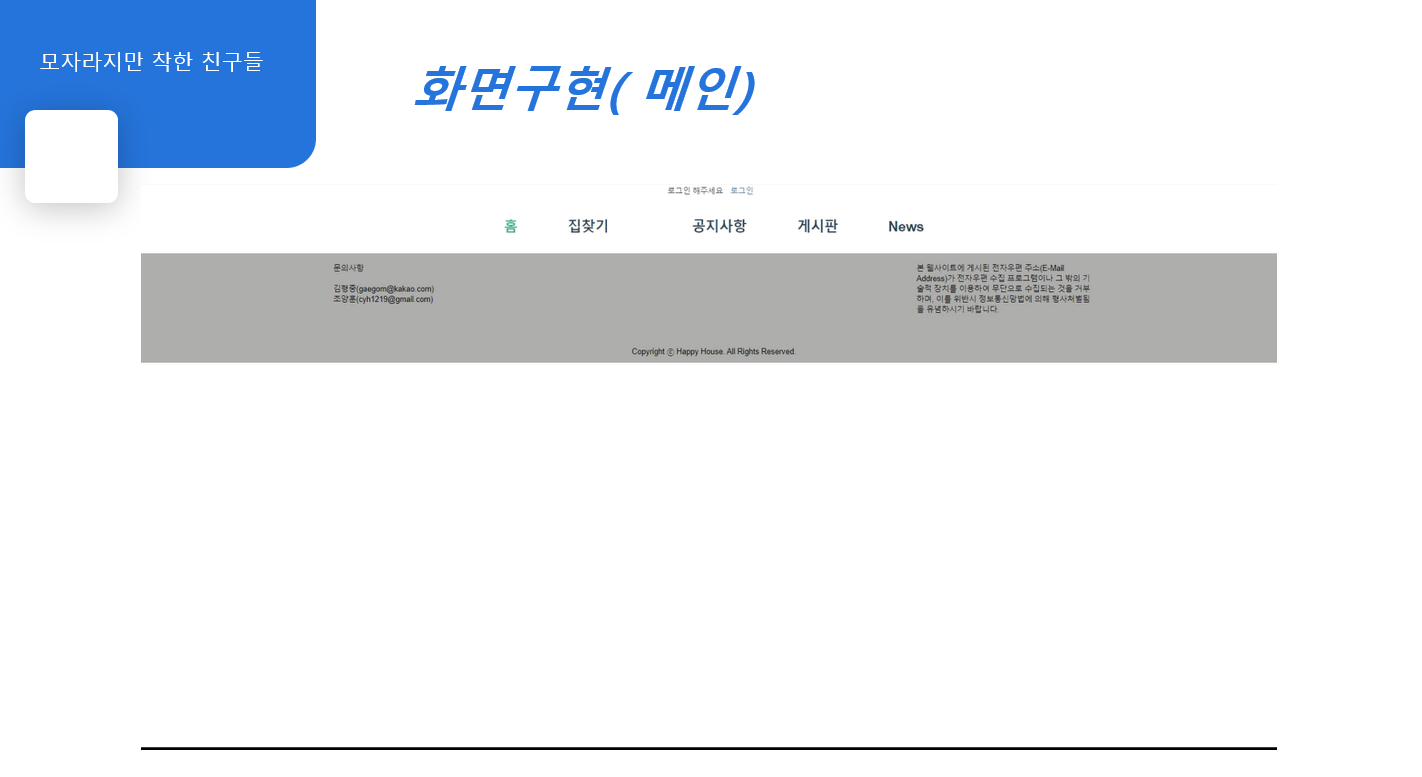 모자라지만 착한 친구들
화면구현( 메인)
로그인 해주세요 로그인
홈 집찾기 공지사항 게시판 News
문의사항
김형중(gaegom@kakao.com)
조양훈(cyh1219@gmail.com)
본 웹사이트에 게시된 전자우편 주소(E-Mail
Address)가 전자우편 수집 프로그램이나 그 밖의 기
술적 장치를 이용하여 무단으로 수집되는 것을 거부
하며, 이를 위반시 정보통신망법에 의해 형사처벌됨
을 유념하시기 바랍니다.
Copyright ⓒ Happy House. All Rights Reserved.